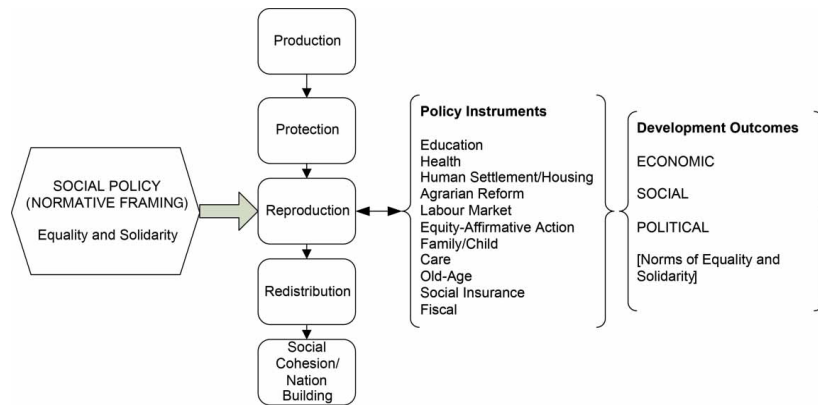 SOCIAL POLICY
(NORMATIVE FRAMING)
Equality and Solidarity
Production
Protection
Reproduction
Redistribution
Social
Cohesion/
Nation
Building
Policy Instruments
Education
Health
Human Settlement/Housing
Agrarian Reform
Labour Market
Equity-Affirmative Action
Family/Child
Care
Old-Age
Social Insurance
Fiscal
Development Outcomes
ECONOMIC
SOCIAL
POLITICAL
[Norms of Equality and
Solidarity]